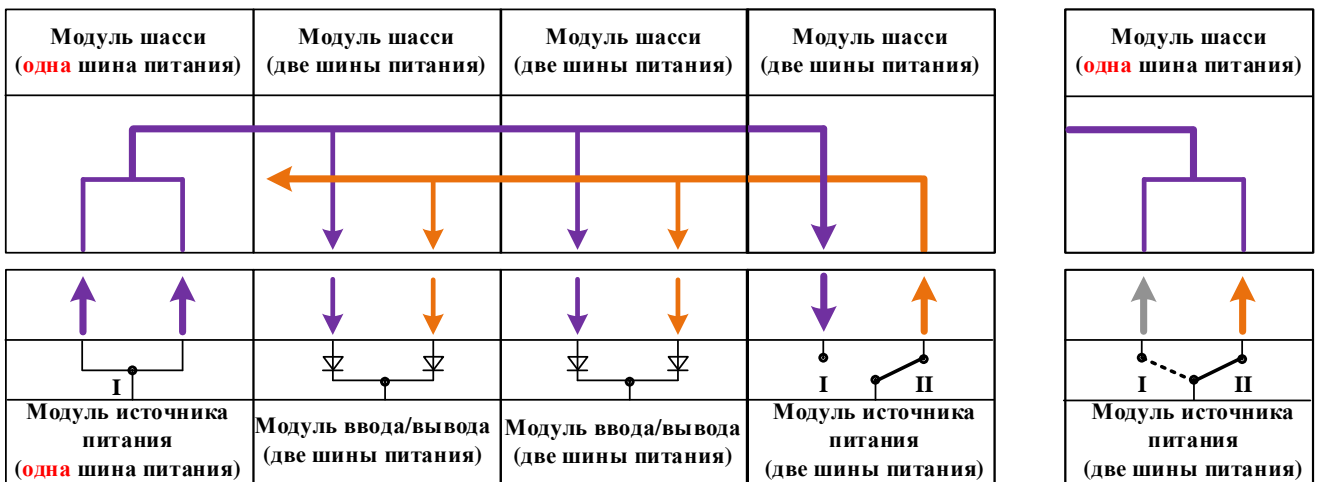 Модуль шасси
(одна шина питания)
Модуль шасси
(две шины питания)
Модуль шасси
(две шины питания)
Модуль шасси
(две шины питания)
Модуль шасси
(одна шина питания)
I
I
II
I
II
Модуль источника
питания
(одна шина питания)
Модуль ввода/вывода
(две шины питания)
Модуль ввода/вывода
(две шины питания)
Модуль источника
питания
(две шины питания)
Модуль источника
питания
(две шины питания)